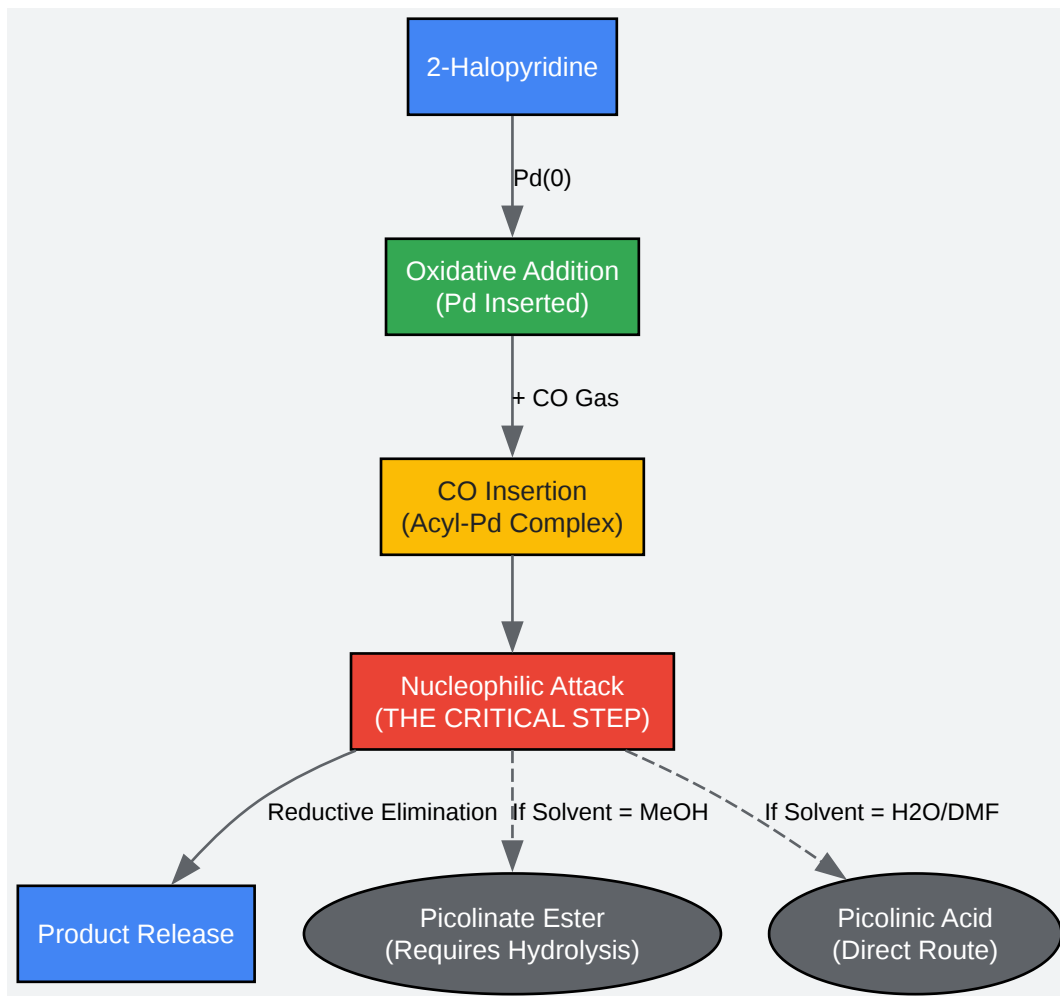 2-Halopyridine
Pd(0)
Oxidative Addition
(Pd Inserted)
+ CO Gas
CO Insertion
(Acyl-Pd Complex)
Nucleophilic Attack
(THE CRITICAL STEP)
Reductive Elimination
If Solvent = MeOH
If Solvent = H2O/DMF
Product Release
Picolinate Ester
(Requires Hydrolysis)
Picolinic Acid
(Direct Route)